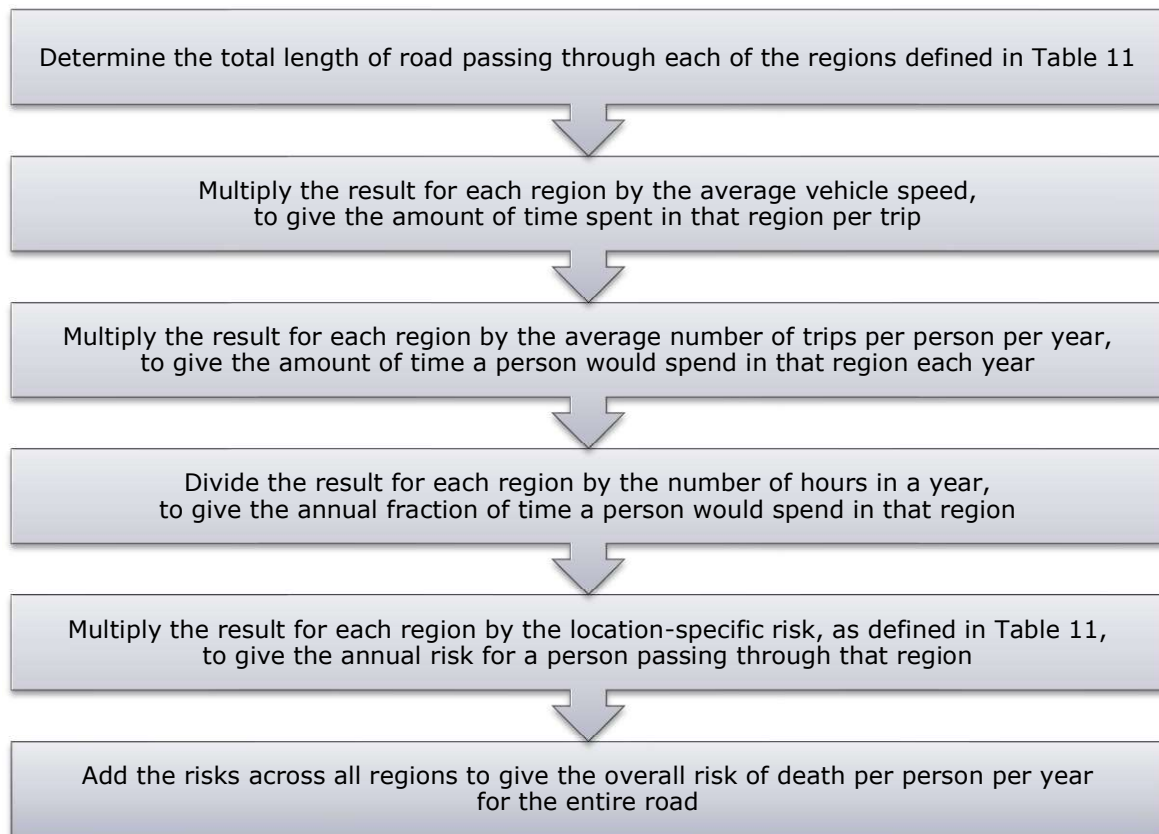 Determine the total length of road passing through each of the regions defined in Table 11
Multiply the result for each region by the average vehicle speed,
to give the amount of time spent in that region per trip
Multiply the result for each region by the average number of trips per person per year,
to give the amount of time a person would spend in that region each year
Divide the result for each region by the number of hours in a year,
to give the annual fraction of time a person would spend in that region
Multiply the result for each region by the location-specific risk, as defined in Table 11,
to give the annual risk for a person passing through that region
Add the risks across all regions to give the overall risk of death per person per year
for the entire road